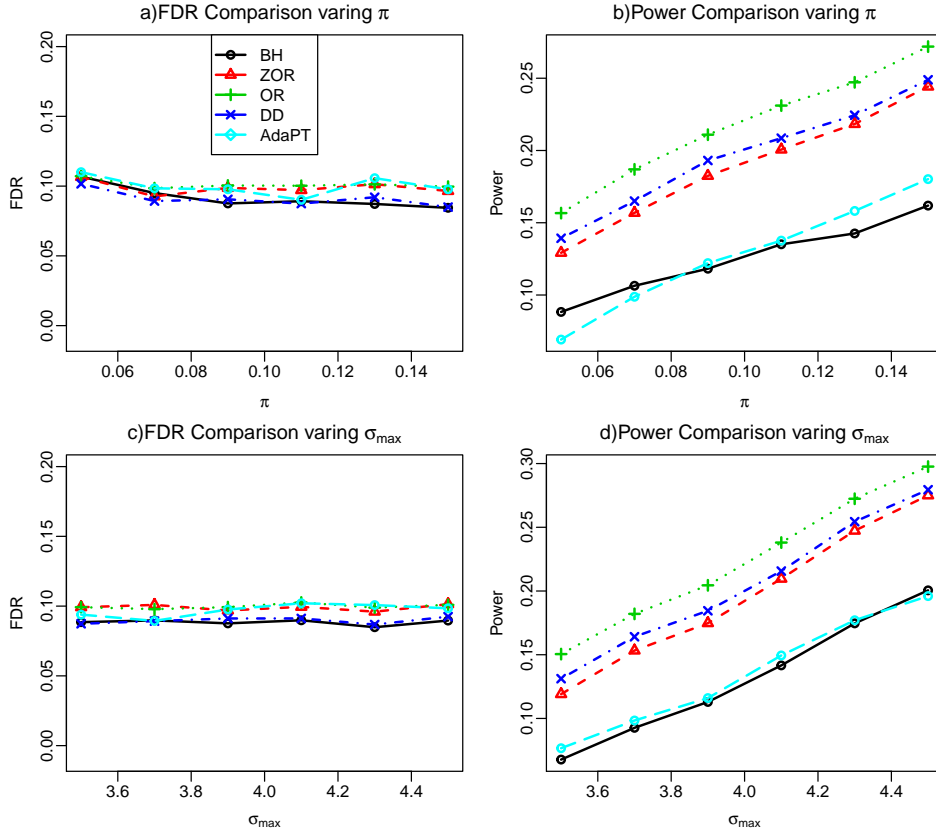 a)FDR Comparison varing π
FDR
0.00
0.05
0.10
0.15
0.20
BH
ZOR
OR
DD
AdaPT
0.06
0.08
0.10
0.12
0.14
π
b)Power Comparison varing π
Power
0.10
0.15
0.20
0.25
0.06
0.08
0.10
0.12
0.14
π
c)FDR Comparison varing σmax
FDR
0.00
0.05
0.10
0.15
0.20
3.6
3.8
4.0
4.2
4.4
σmax
d)Power Comparison varing σmax
Power
0.10
0.15
0.20
0.25
0.30
3.6
3.8
4.0
4.2
4.4
σmax